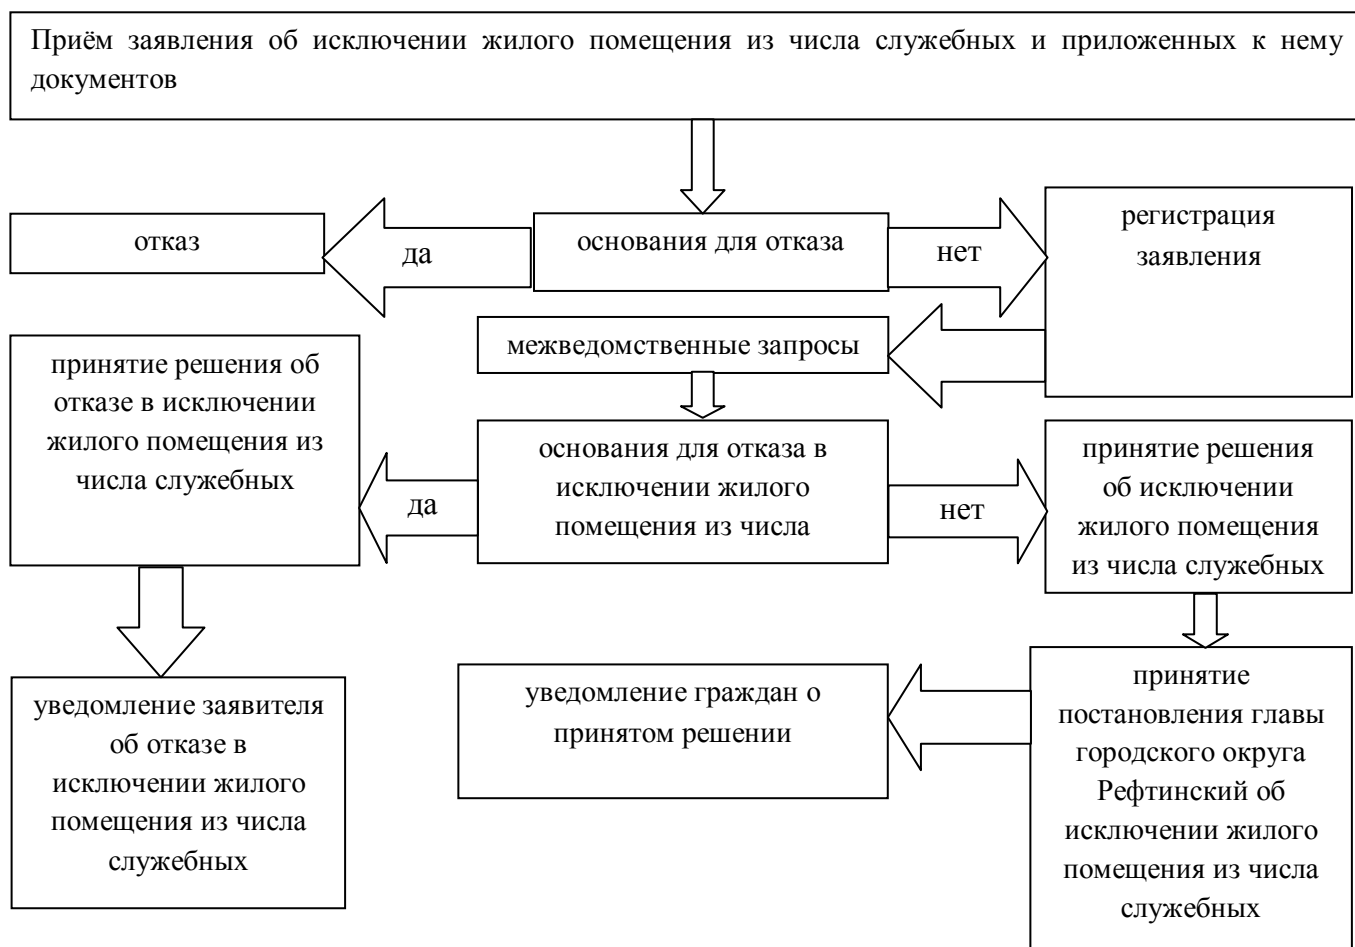 Приём заявления об исключении жилого помещения из числа служебных и приложенных к нему
документов
отказ
да
основания для отказа
нет
регистрация
заявления
межведомственные запросы
принятие решения об
отказе в исключении
жилого помещения из
числа служебных
да
основания для отказа в
исключении жилого
помещения из числа
нет
принятие решения
об исключении
жилого помещения
из числа служебных
уведомление заявителя
об отказе в
исключении жилого
помещения из числа
служебных
уведомление граждан о
принятом решении
принятие
постановления главы
городского округа
Рефтинский об
исключении жилого
помещения из числа
служебных